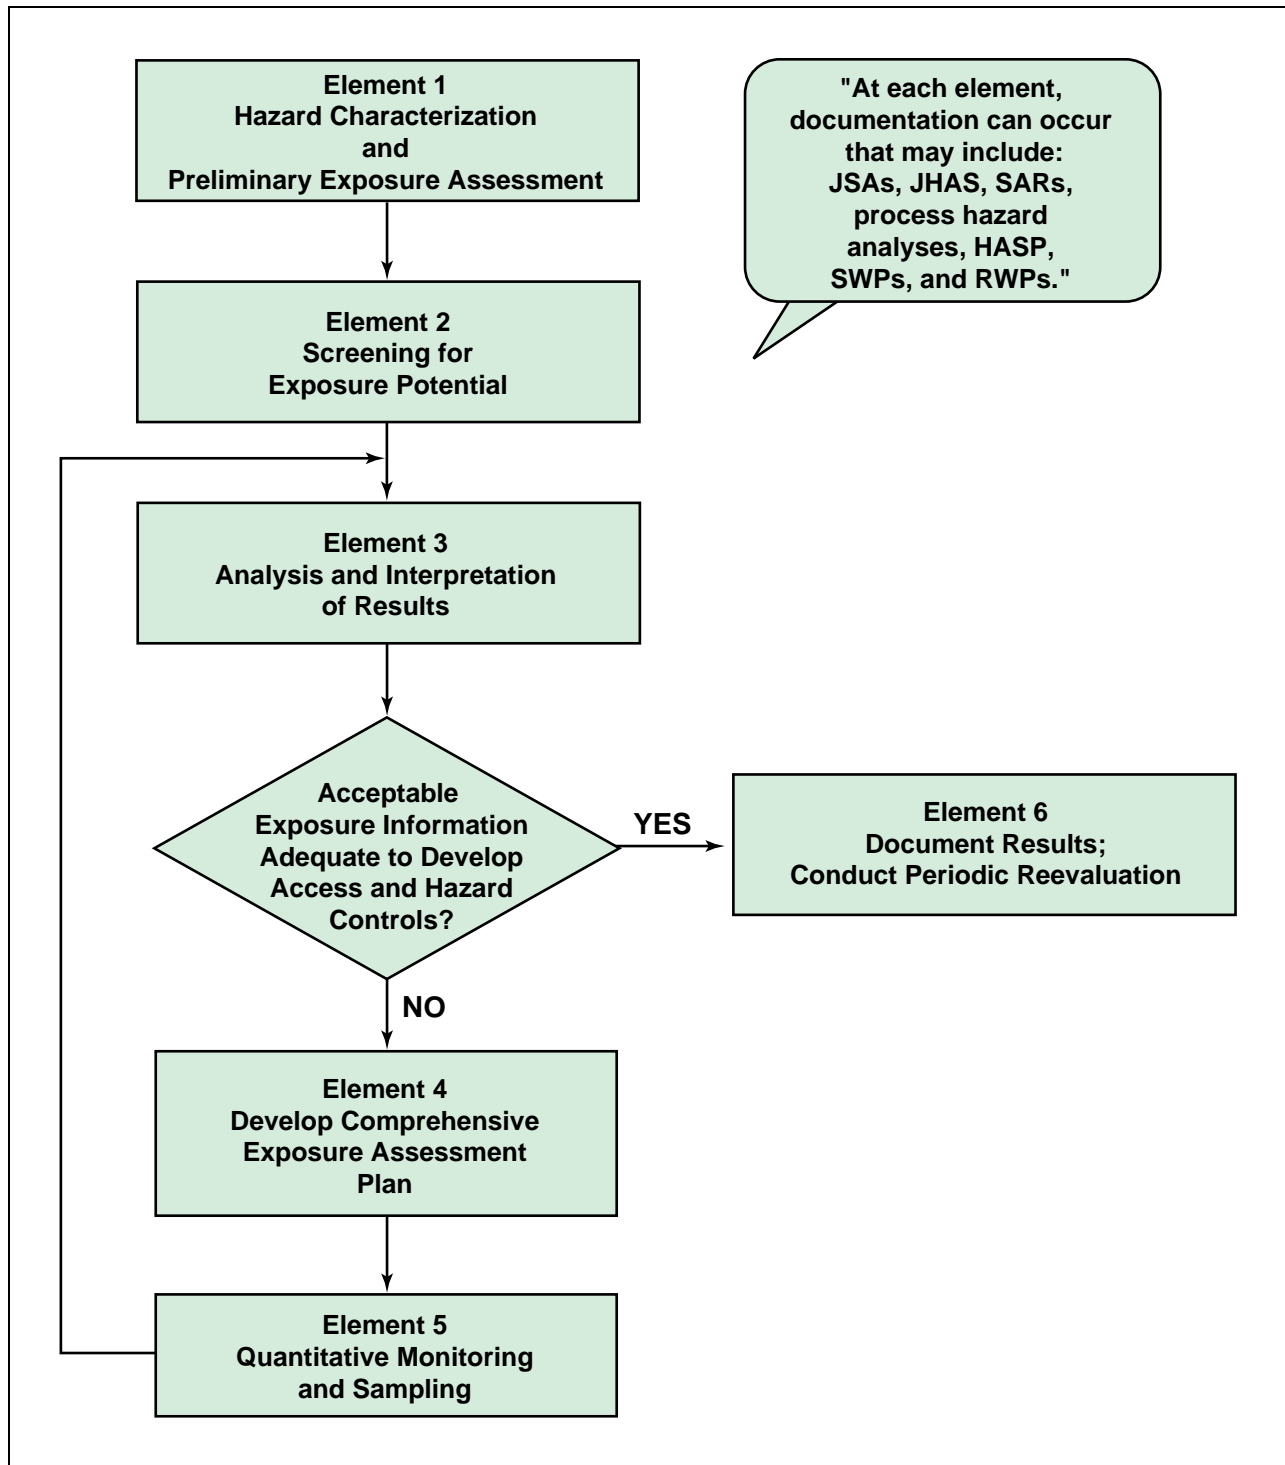 Element 1
Hazard Characterization
and
Preliminary Exposure Assessment
"At each element,
documentation can occur
that may include:
JSAs, JHAS, SARs,
process hazard
analyses, HASP,
SWPs, and RWPs."
Element 2
Screening for
Exposure Potential
Element 3
Analysis and Interpretation
of Results
Acceptable
Exposure Information
Adequate to Develop
Access and Hazard
Controls?
YES
Element 6
Document Results;
Conduct Periodic Reevaluation
NO
Element 4
Develop Comprehensive
Exposure Assessment
Plan
Element 5
Quantitative Monitoring
and Sampling